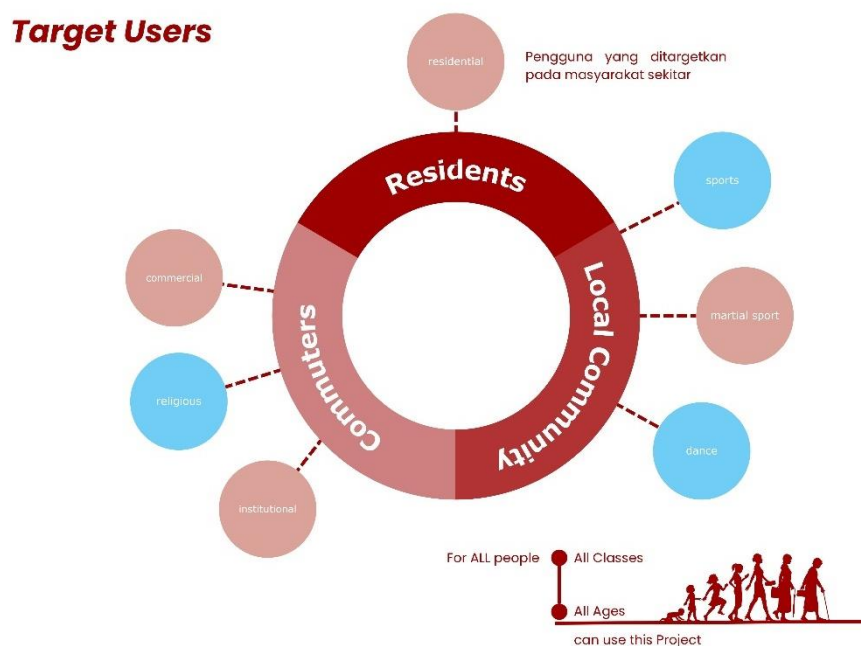 Target Users
residential
Pengguna yang ditargetkan
pada masyarakat sekitar
Residents
sports
commercial
Local Community
martial sport
Commuters
religious
dance
institutional
For ALL people
All Classes
All Ages
can use this Project